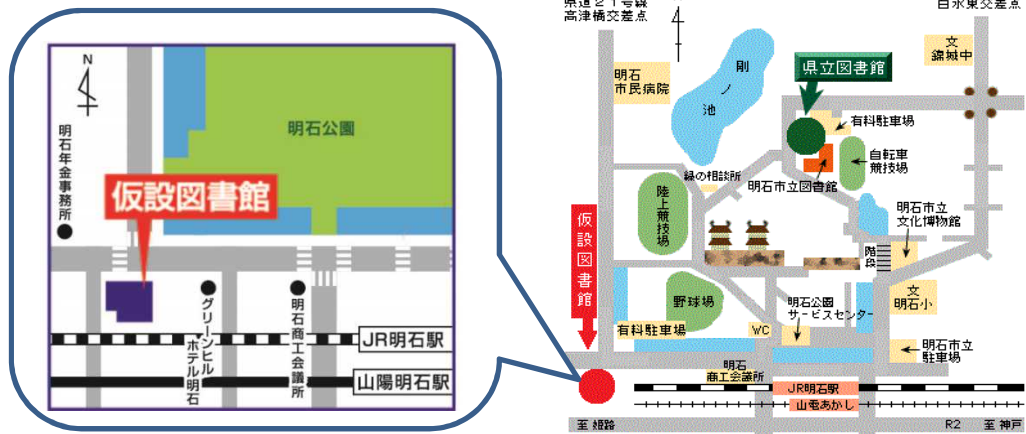 N
明石公園
明石年金事務所
仮設図書館
グリーンヒル
ホテル明石
明石商工会議所
JR明石駅
山陽明石駅
県道21号線
高津橋交差点
白水東交差点
明石
市民病院
剛ノ池
県立図書館
文
錦城中
有料駐車場
自転車
競技場
緑の相談所
明石市立図書館
陸上競技場
明石市立
文化博物館
仮設図書館
階段
文
明石小
野球場
明石公園
サービスセンター
有料駐車場
WC
明石市立
駐車場
明石
商工会議所
JR明石駅
山電あかし
至 姫路
R2
至 神戸